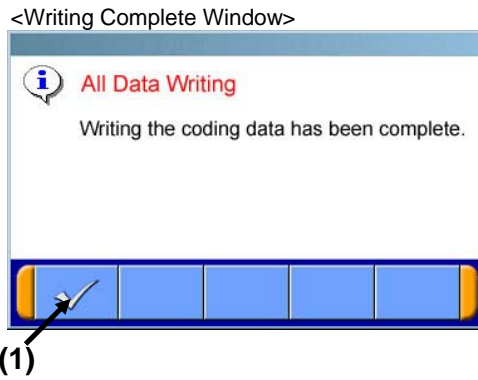 <Writing Complete Window>
All Data Writing
Writing the coding data has been complete.
(1)